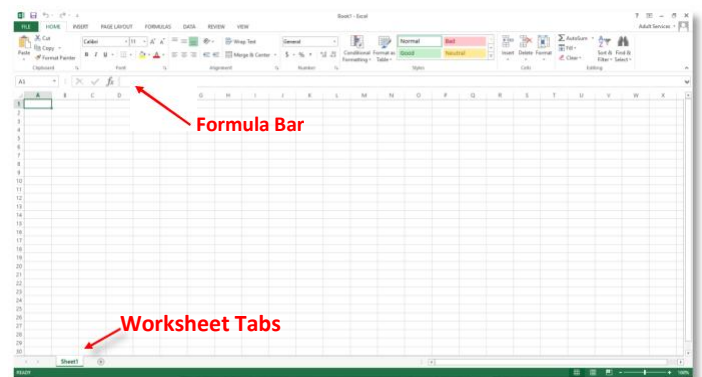 Book1 - Excel
FILE HOME INSERT PAGE LAYOUT FORMULAS DATA REVIEW VIEW Adult Services
Cut
Copy
Format Painter
Paste
Clipboard
Calibri 11
B I U
Font
Wrap Text
Merge & Center
Alignment
General
$ % ,
Number
Conditional Formatting
Format as Table
Normal Bad
Good Neutral
Styles
Insert Delete Format
Cells
AutoSum
Fill
Clear
Sort & Filter
Find & Select
Editing
A1 fx
A B C D G H I J K L M N O P Q R S T U V W X
Formula Bar
1
2
3
4
5
6
7
8
9
10
11
12
13
14
15
16
17
18
19
20
21
22
23
24
25
26
27
28
29
30
Worksheet Tabs
Sheet1
READY 100%